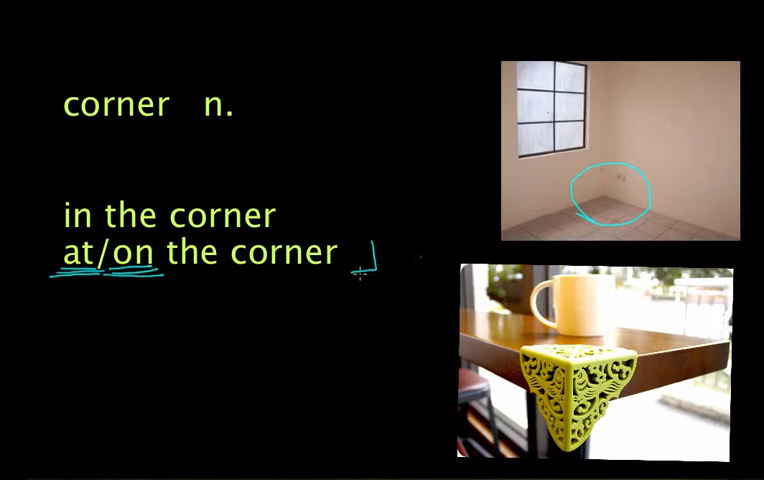 corner n.
in the corner
at/on the corner